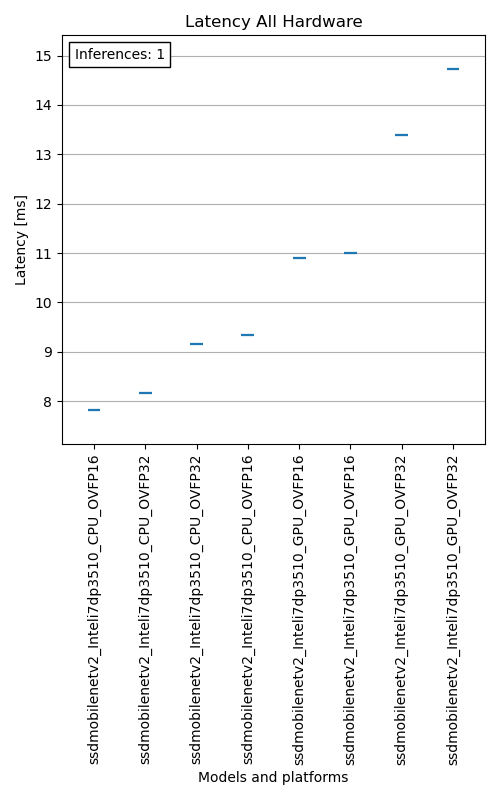 Latency All Hardware
Inferences: 1
15
14
13
12
11
10
9
8
Latency [ms]
ssdmobilenetv2_Inteli7dp3510_CPU_OVFP16
ssdmobilenetv2_Inteli7dp3510_CPU_OVFP32
ssdmobilenetv2_Inteli7dp3510_CPU_OVFP32
ssdmobilenetv2_Inteli7dp3510_CPU_OVFP16
ssdmobilenetv2_Inteli7dp3510_GPU_OVFP16
ssdmobilenetv2_Inteli7dp3510_GPU_OVFP16
ssdmobilenetv2_Inteli7dp3510_GPU_OVFP32
ssdmobilenetv2_Inteli7dp3510_GPU_OVFP32
Models and platforms